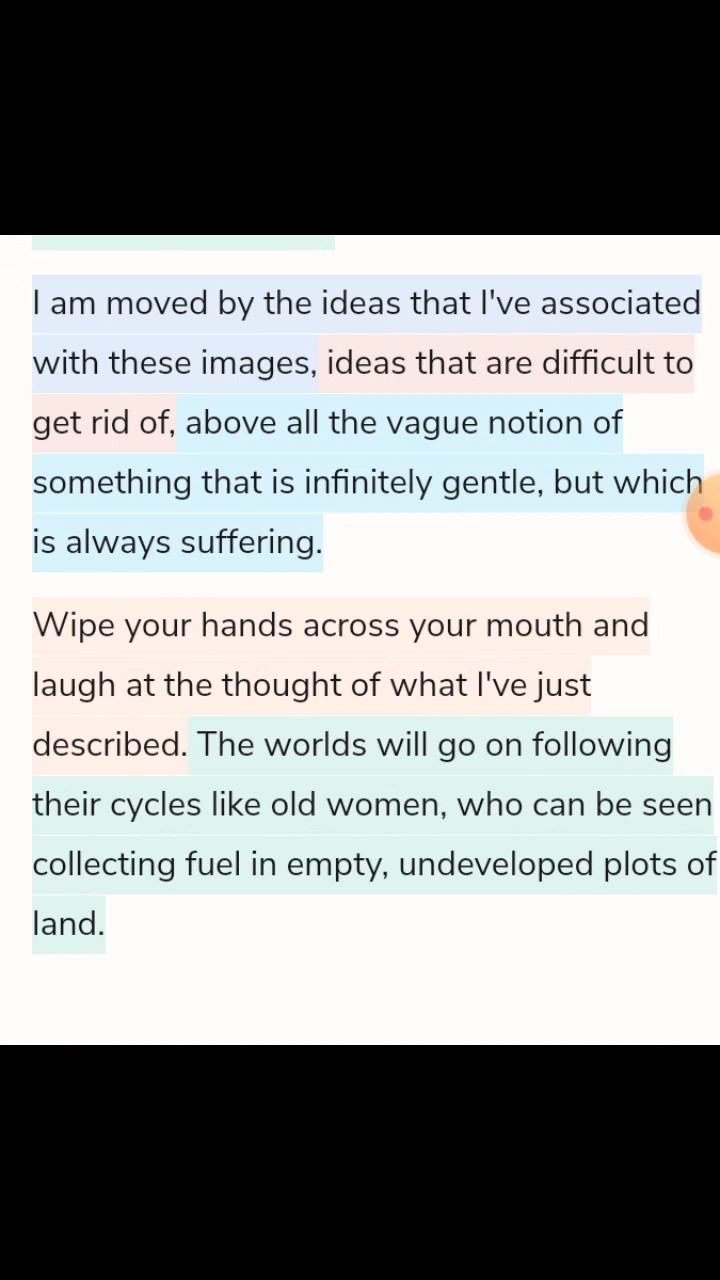 I am moved by the ideas that I've associated
with these images, ideas that are difficult to
get rid of, above all the vague notion of
something that is infinitely gentle, but which
is always suffering.
Wipe your hands across your mouth and
laugh at the thought of what I've just
described. The worlds will go on following
their cycles like old women, who can be seen
collecting fuel in empty, undeveloped plots of
land.